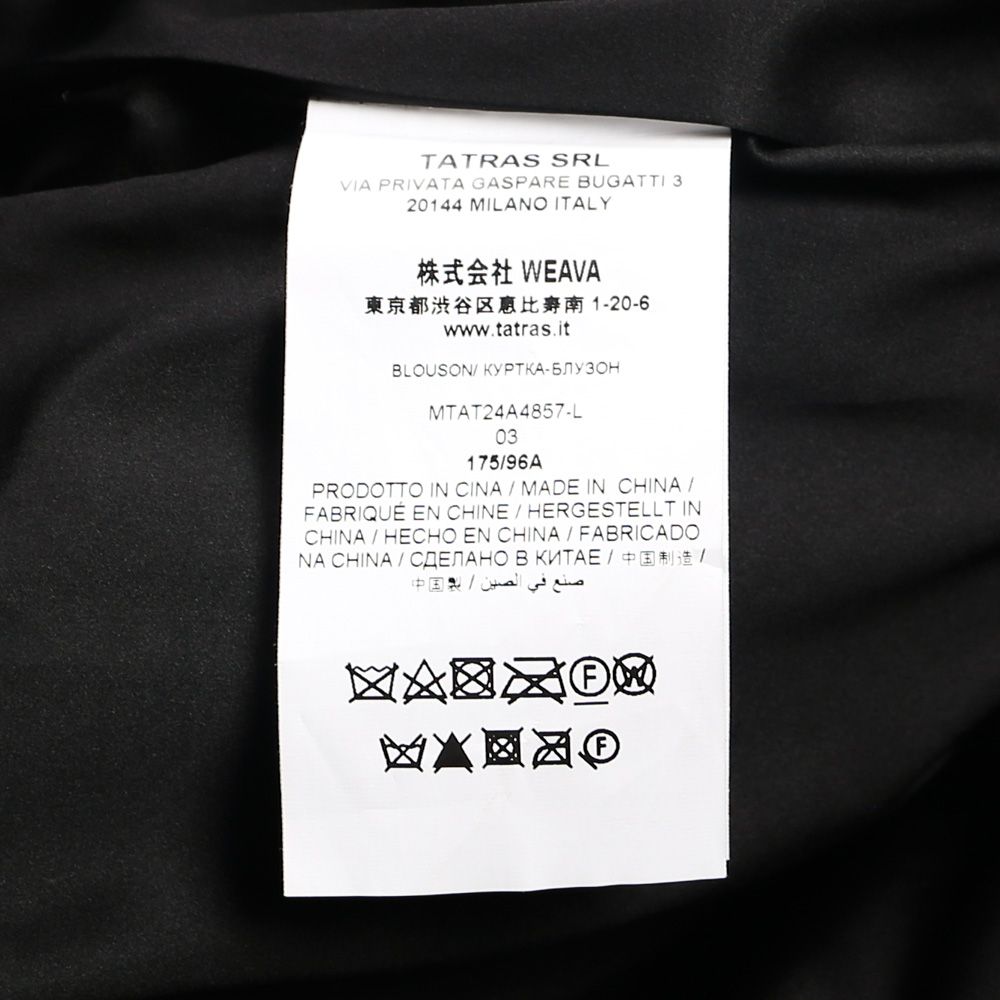 TATRAS SRL
VIA PRIVATA GASPARE BUGATTI 3
20144 MILANO ITALY
株式会社 WEAVA
東京都渋谷区恵比寿南 1-20-6
www.tatras.it
BLOUSON/ КУРТКА-БЛУЗОН
MTAT24A4857-L
03
175/96A
PRODOTTO IN CINA / MADE IN CHINA /
FABRIQUÉ EN CHINE / HERGESTELLT IN
CHINA / HECHO EN CHINA / FABRICADO
NA CHINA / СДЕЛАНО В КИТАЕ / 中国制造 /
中国製 / صنع في الصين
F W
F